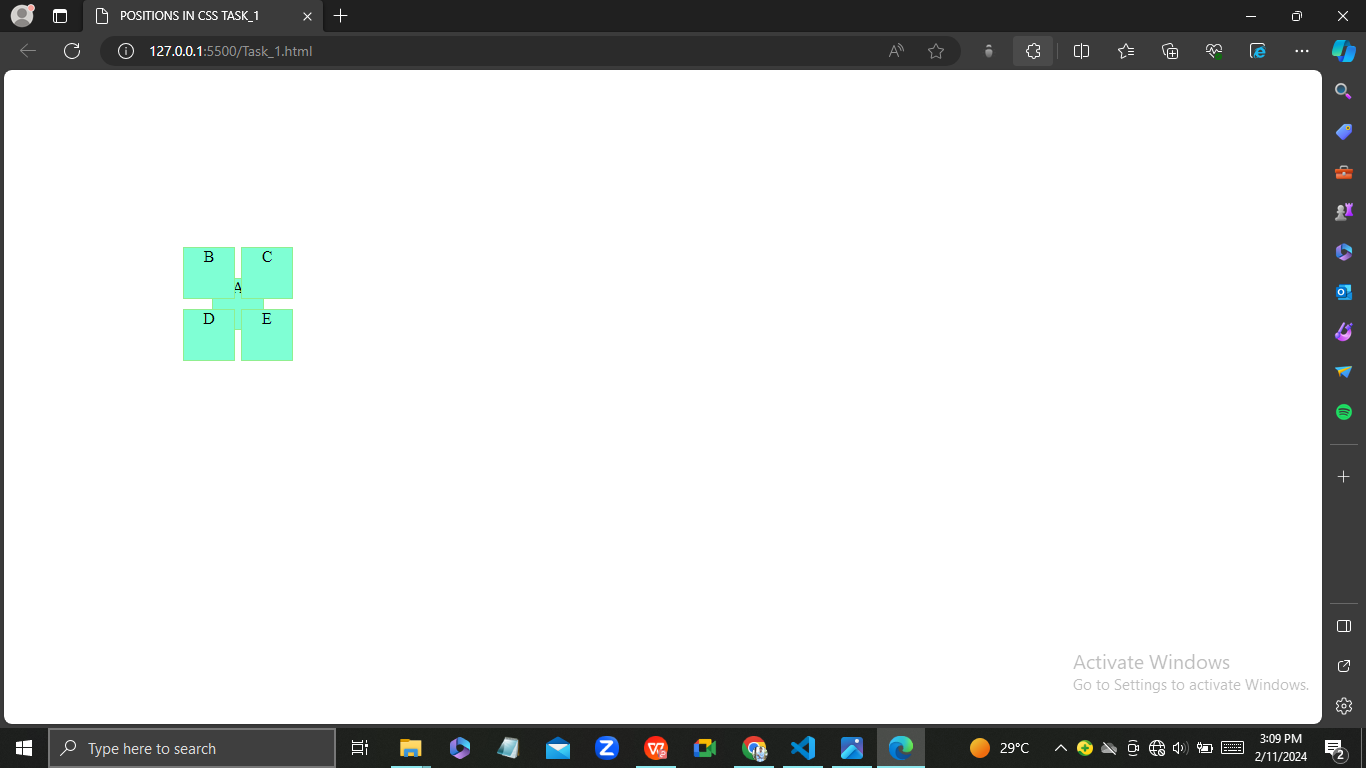 POSITIONS IN CSS TASK_1
127.0.0.1:5500/Task_1.html
B C
A
D E
Activate Windows
Go to Settings to activate Windows.
Type here to search
29°C
3:09 PM
2/11/2024
2